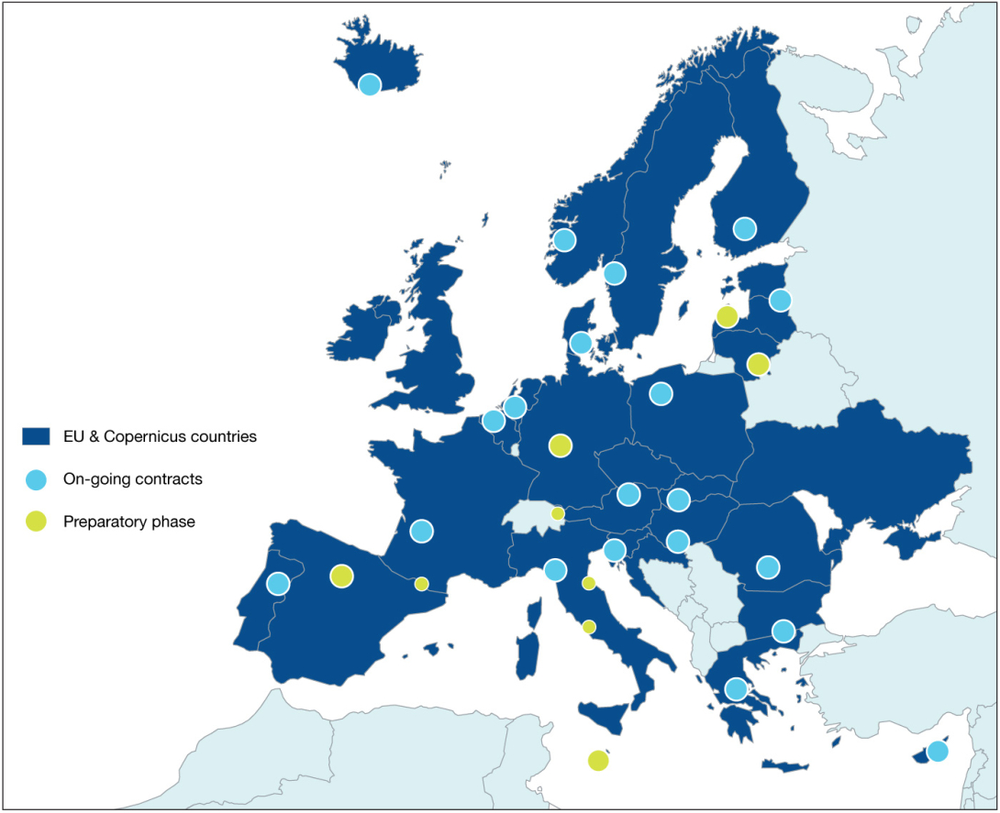 EU & Copernicus countries
On-going contracts
Preparatory phase